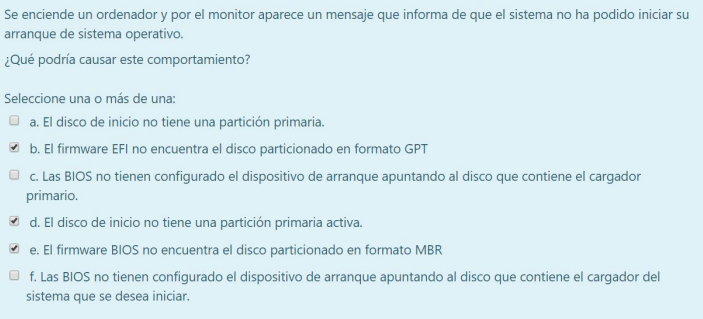 Se enciende un ordenador y por el monitor aparece un mensaje que informa de que el sistema no ha podido iniciar su
arranque de sistema operativo.
¿Qué podría causar este comportamiento?
Seleccione una o más de una:
a. El disco de inicio no tiene una partición primaria.
b. El firmware EFI no encuentra el disco particionado en formato GPT
c. Las BIOS no tienen configurado el dispositivo de arranque apuntando al disco que contiene el cargador
primario.
d. El disco de inicio no tiene una partición primaria activa.
e. El firmware BIOS no encuentra el disco particionado en formato MBR
f. Las BIOS no tienen configurado el dispositivo de arranque apuntando al disco que contiene el cargador del
sistema que se desea iniciar.